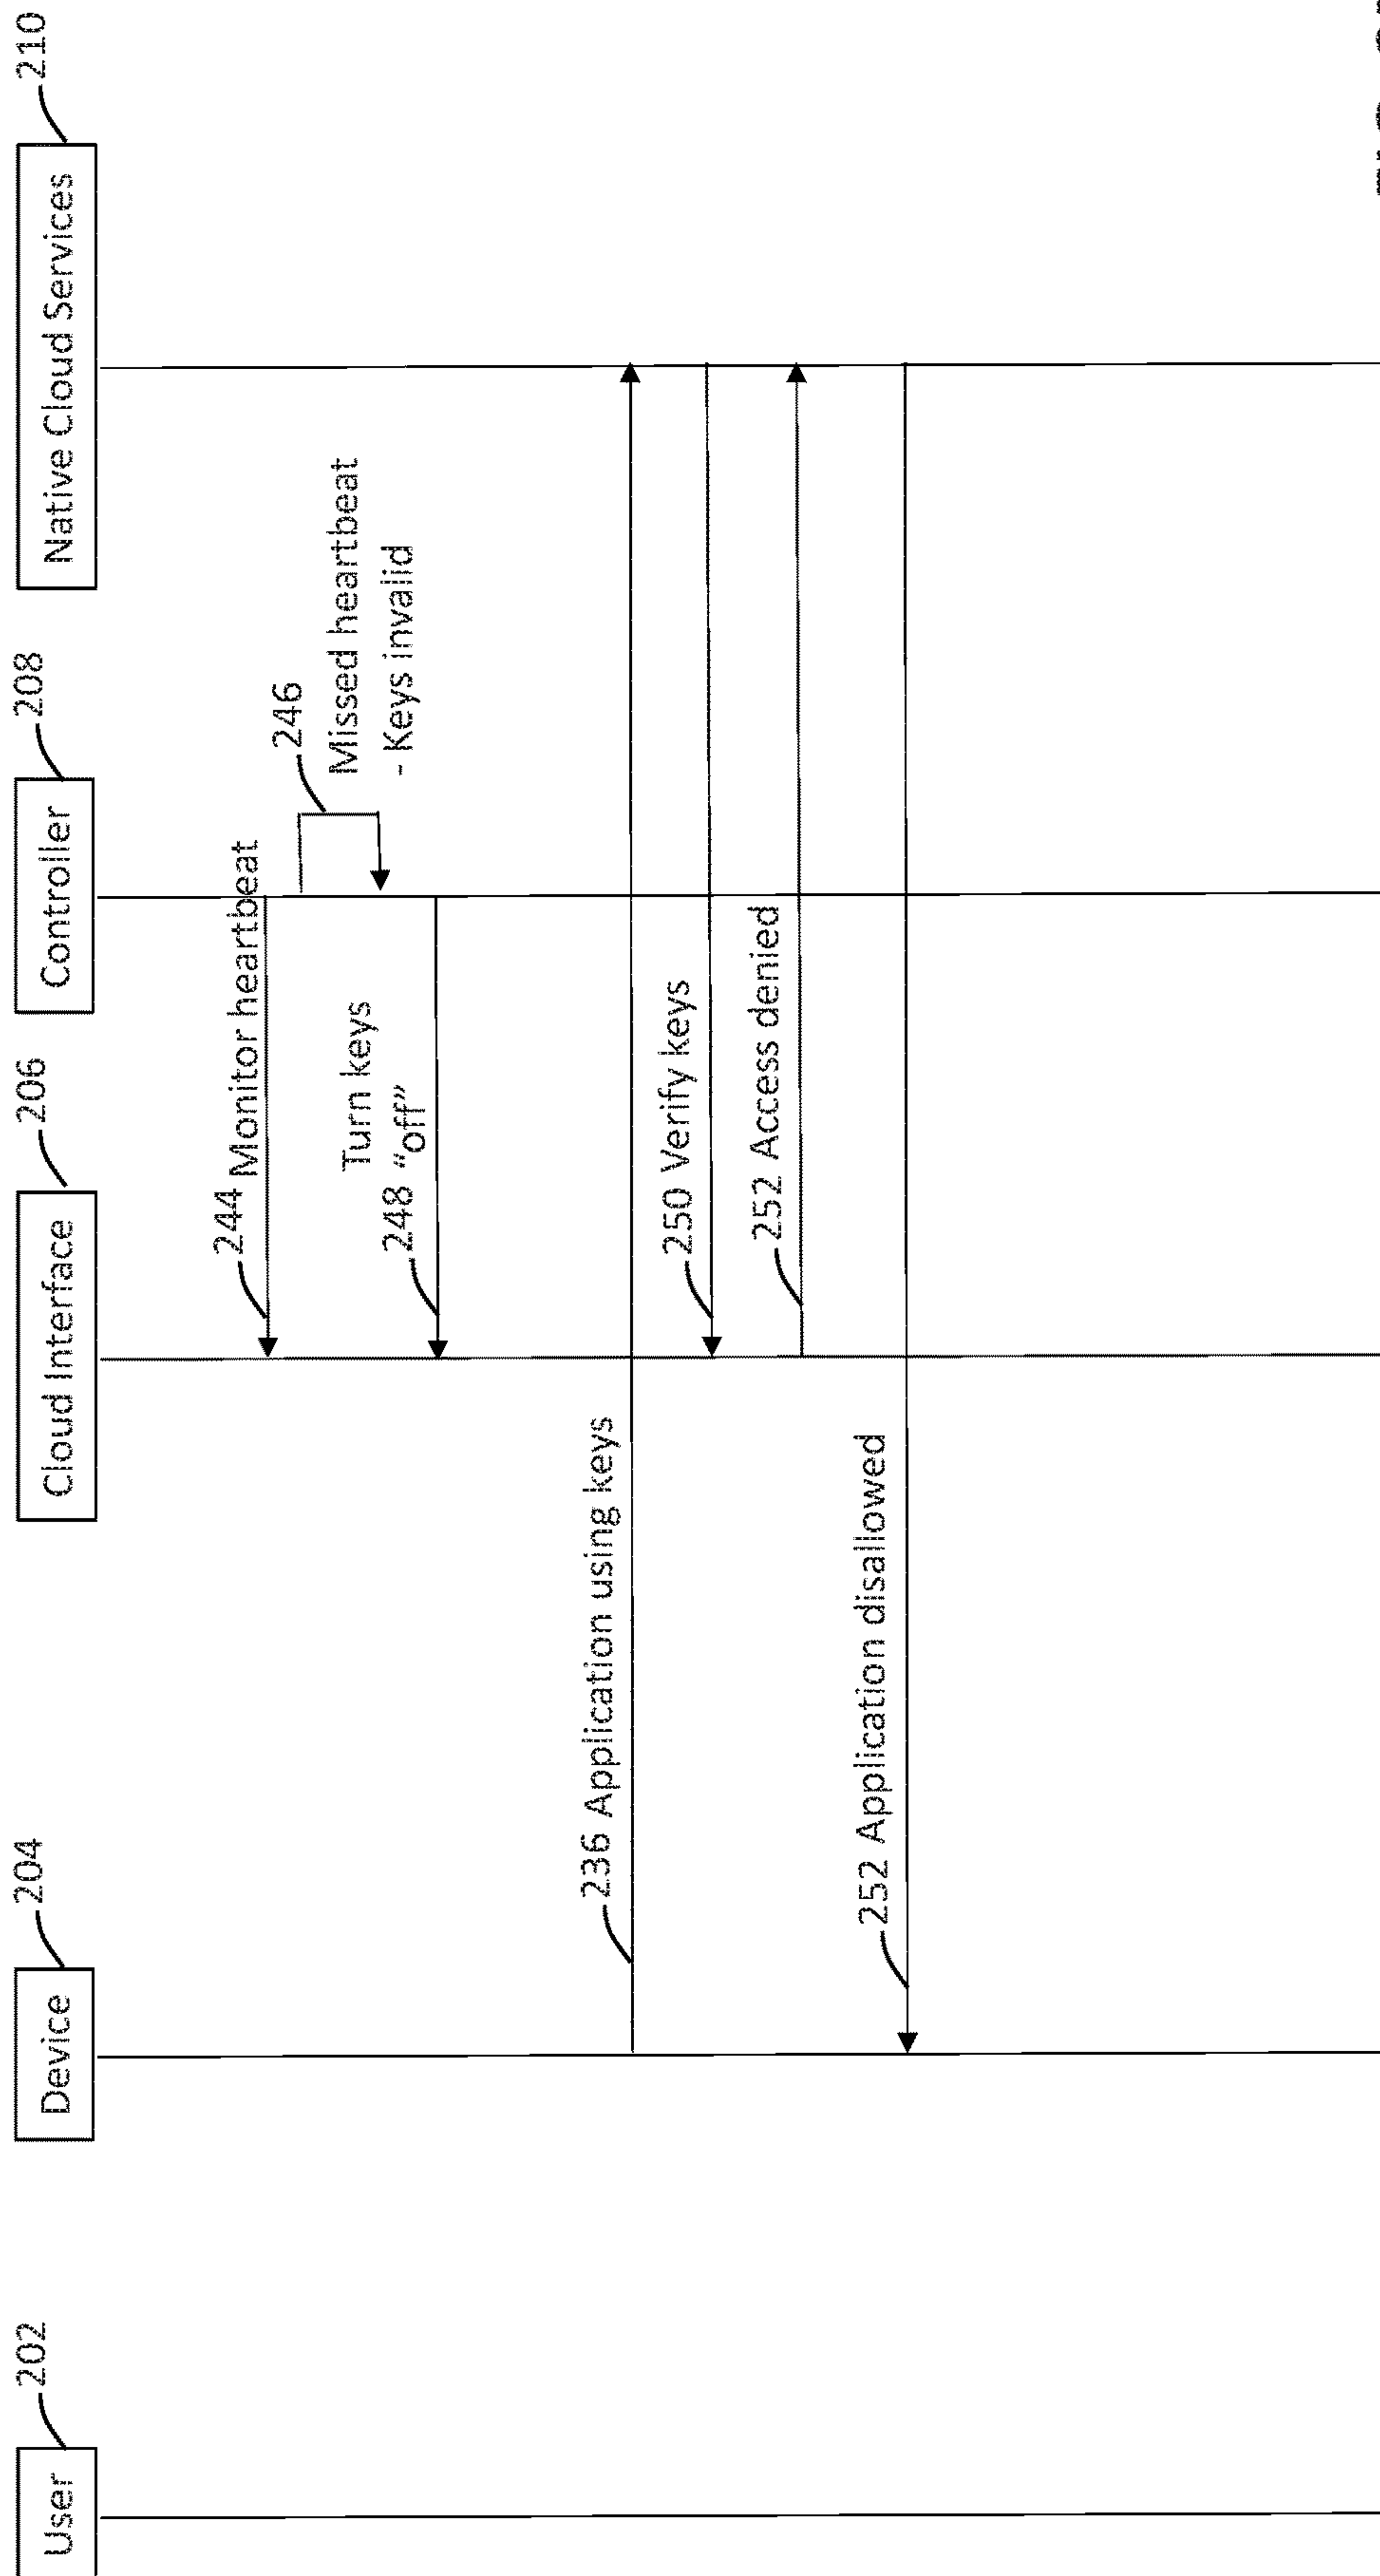 202
User
204
Device
206
Cloud Interface
208
Controller
210
Native Cloud Services
244 Monitor heartbeat
246
Missed heartbeat
- Keys invalid
Turn keys
248 "off"
236 Application using keys
250 Verify keys
252 Access denied
252 Application disallowed